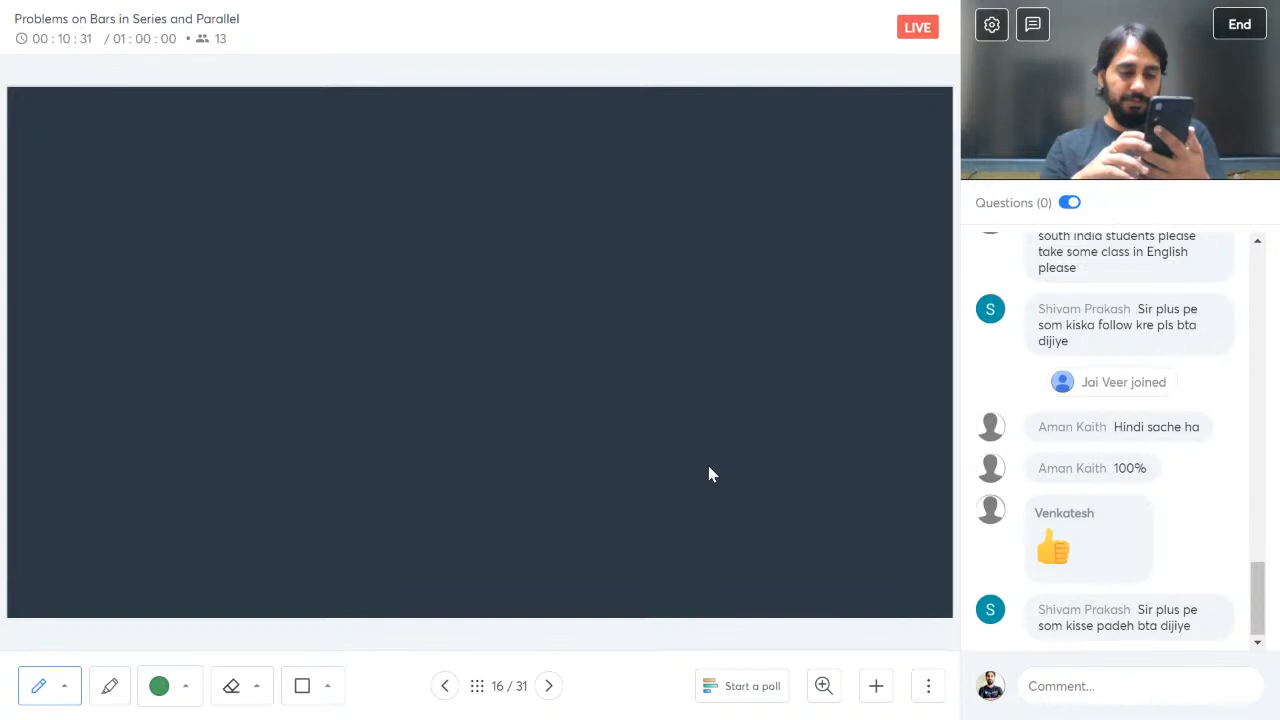 Problems on Bars in Series and Parallel
00 : 10 : 31 / 01 : 00 : 00 • 13
LIVE
End
Questions (0)
south india students please
take some class in English
please
S
Shivam Prakash Sir plus pe
som kiska follow kre pls bta
dijiye
Jai Veer joined
Aman Kaith Hindi sache ha
Aman Kaith 100%
Venkatesh
S
Shivam Prakash Sir plus pe
som kisse padeh bta dijiye
16 / 31
Start a poll
Comment...